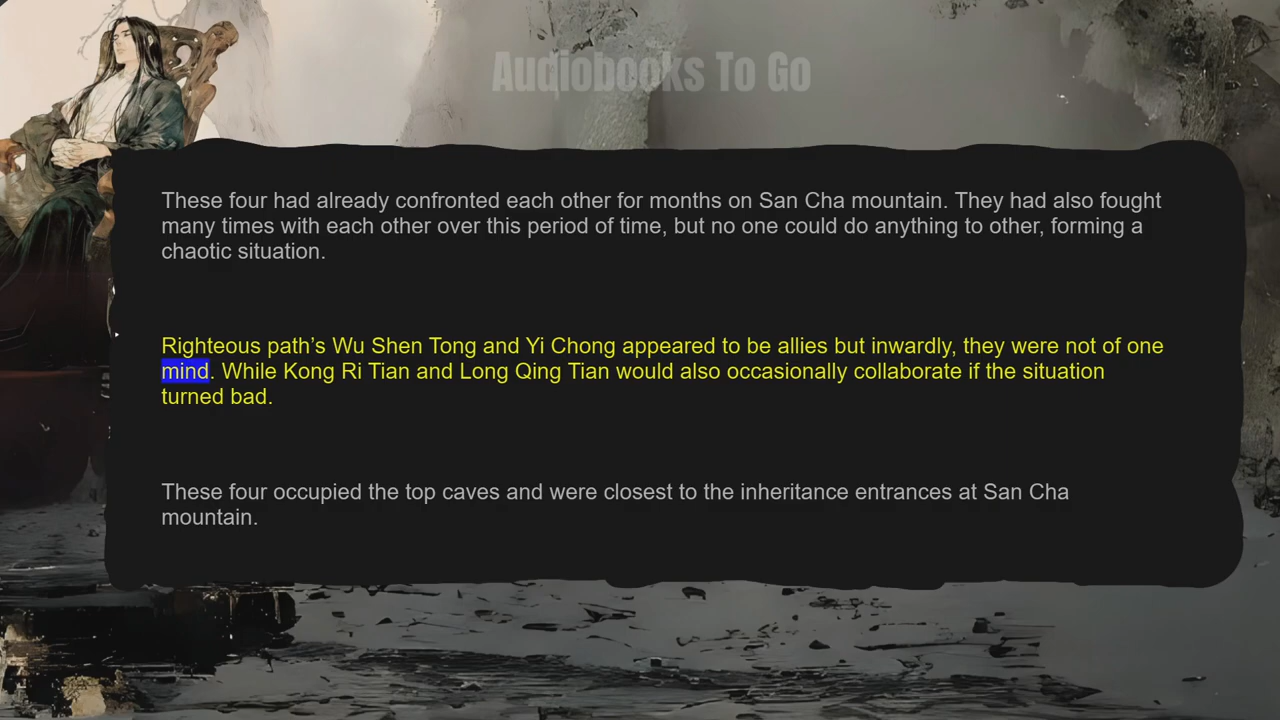 Audiobooks To Go
These four had already confronted each other for months on San Cha mountain. They had also fought
many times with each other over this period of time, but no one could do anything to other, forming a
chaotic situation.
Righteous path’s Wu Shen Tong and Yi Chong appeared to be allies but inwardly, they were not of one
mind. While Kong Ri Tian and Long Qing Tian would also occasionally collaborate if the situation
turned bad.
These four occupied the top caves and were closest to the inheritance entrances at San Cha
mountain.